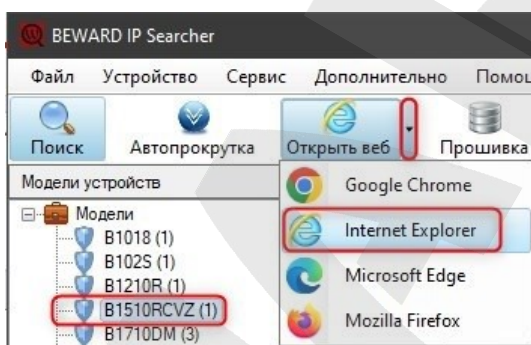 BEWARD IP Searcher
Файл Устройство Сервис Дополнительно
Поиск Автопрокрутка Открыть веб Прошивка
Модели устройств
Google Chrome
Модели
Internet Explorer
B1018 (1)
B102S (1)
B1210R (1)
Microsoft Edge
B1510RCVZ (1)
Mozilla Firefox
B1710DM (3)